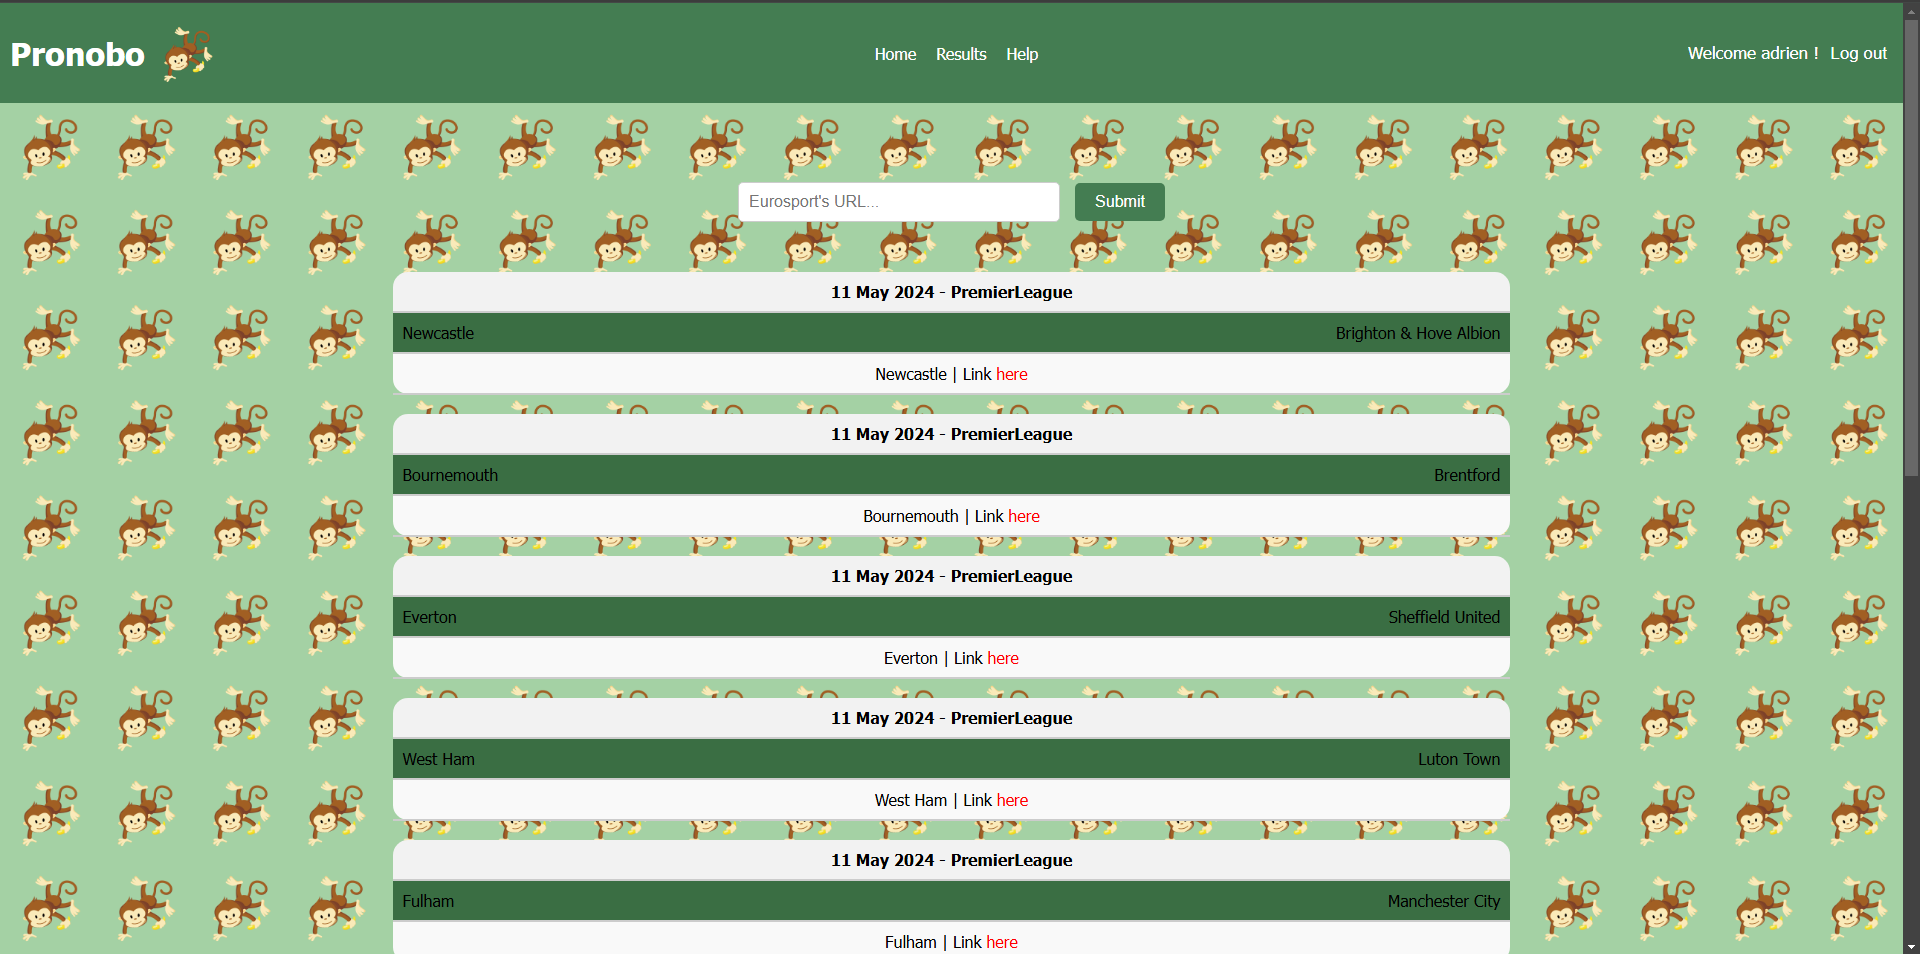 Pronobo
Home Results Help
Welcome adrien ! Log out
Eurosport's URL...
Submit
11 May 2024 - PremierLeague
Newcastle Brighton & Hove Albion
Newcastle | Link here
11 May 2024 - PremierLeague
Bournemouth Brentford
Bournemouth | Link here
11 May 2024 - PremierLeague
Everton Sheffield United
Everton | Link here
11 May 2024 - PremierLeague
West Ham Luton Town
West Ham | Link here
11 May 2024 - PremierLeague
Fulham Manchester City
Fulham | Link here